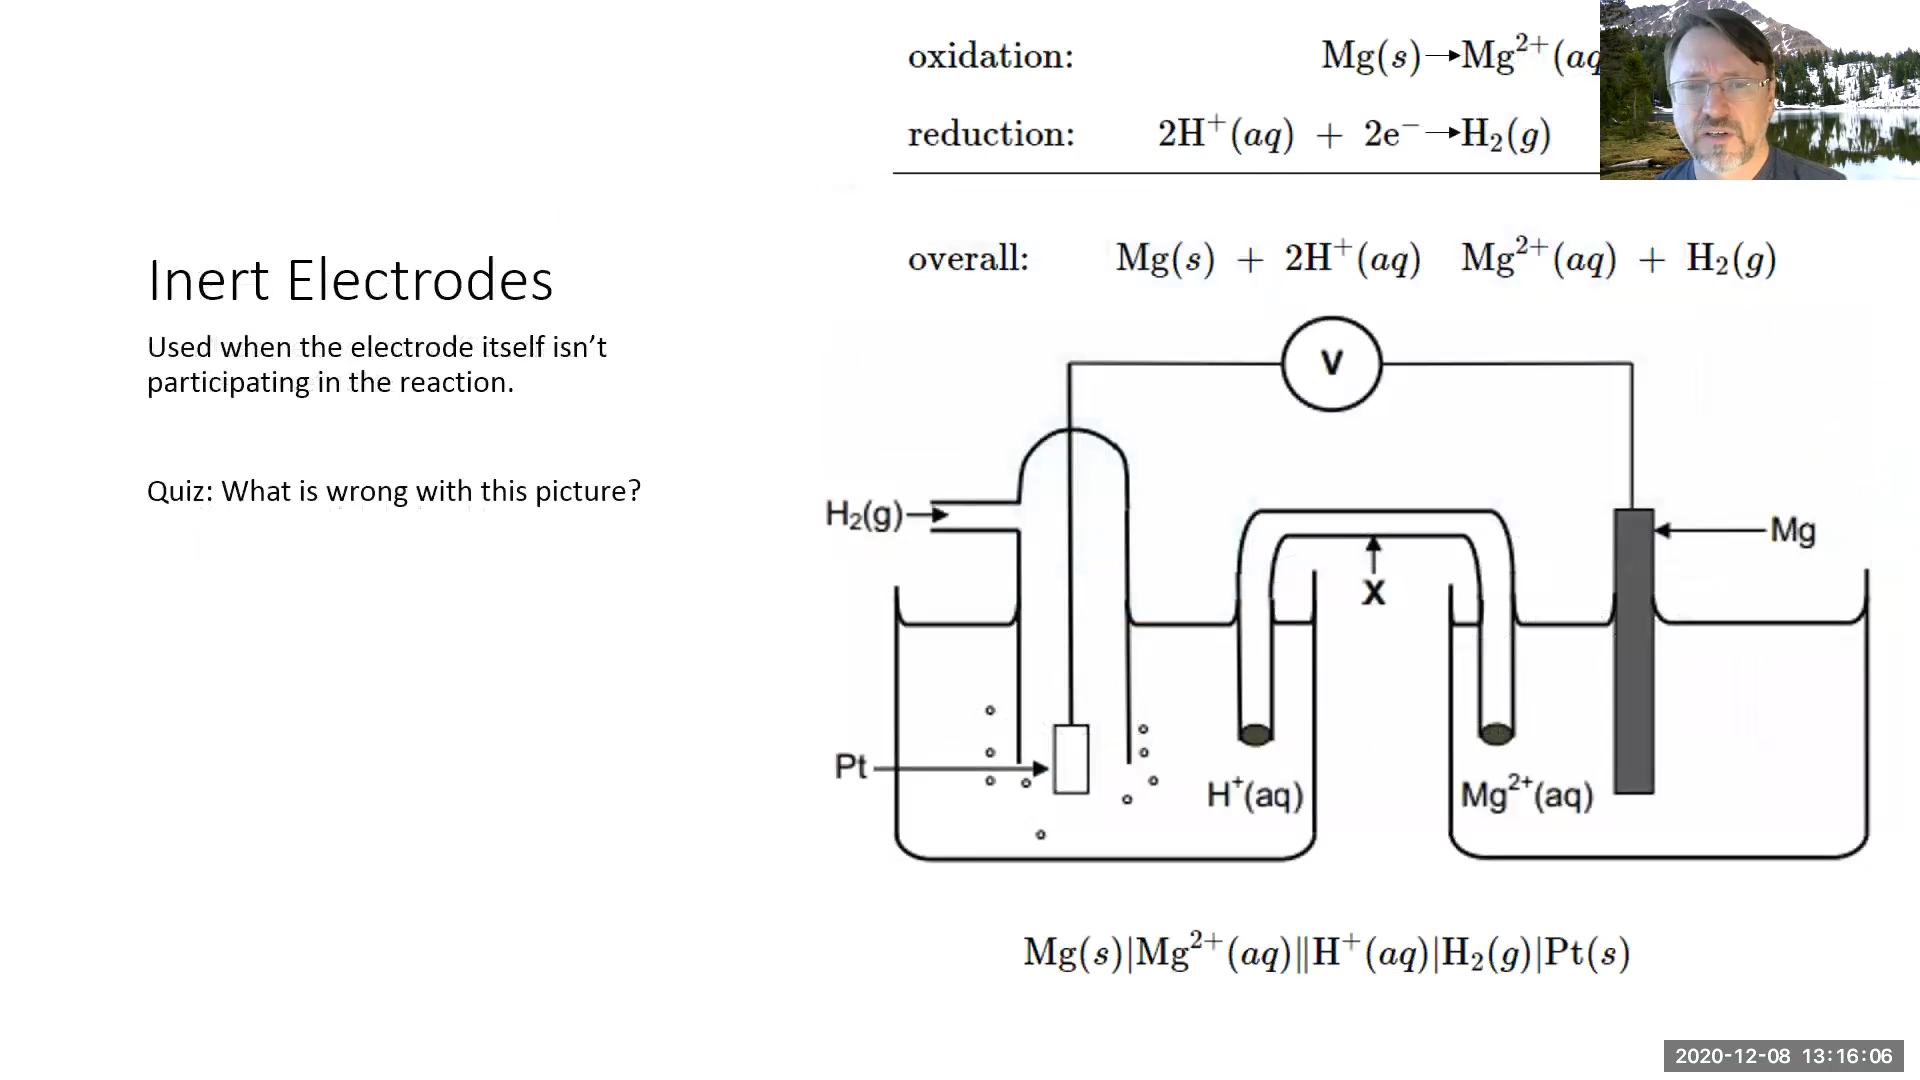 oxidation: Mg(s)→Mg²⁺(aq
reduction: 2H⁺(aq) + 2e⁻→H₂(g)
overall: Mg(s) + 2H⁺(aq) Mg²⁺(aq) + H₂(g)
Inert Electrodes
Used when the electrode itself isn’t
participating in the reaction.
Quiz: What is wrong with this picture?
V
H₂(g)
Mg
X
Pt
H⁺(aq)
Mg²⁺(aq)
Mg(s)|Mg²⁺(aq)||H⁺(aq)|H₂(g)|Pt(s)
2020-12-08 13:16:06